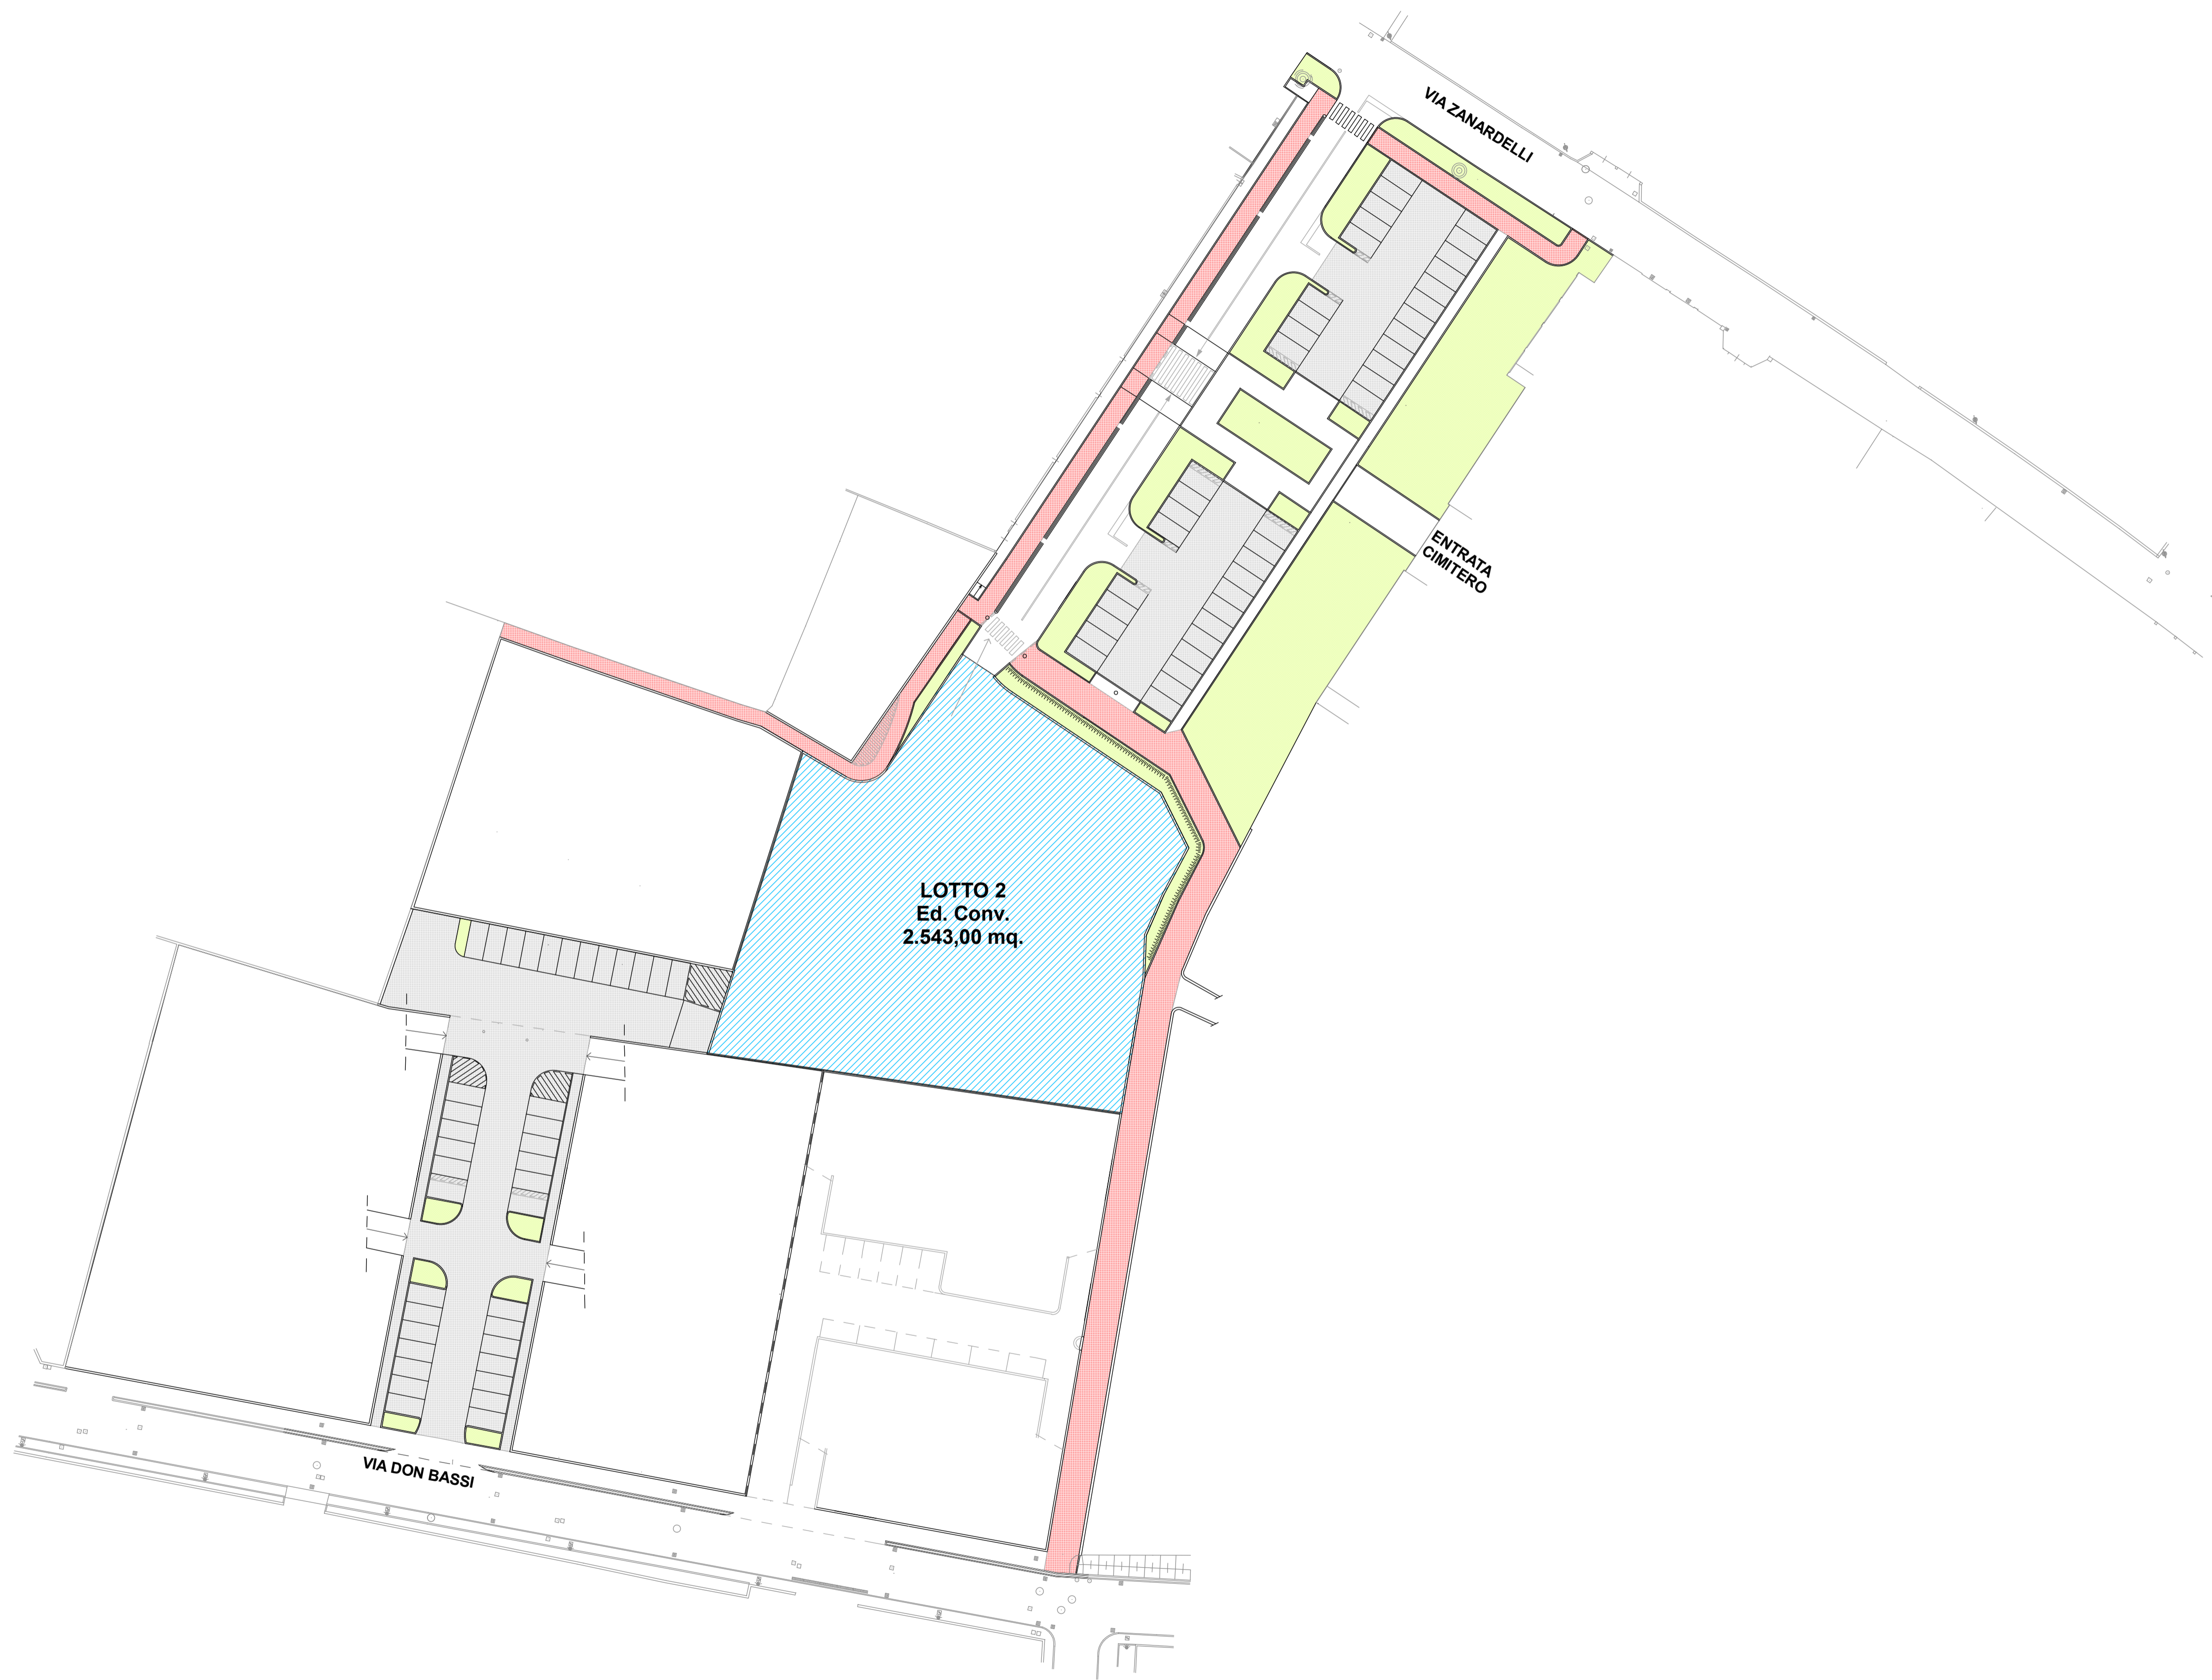 VIA ZANARDELLI
ENTRATA
CIMITERO
LOTTO 2
Ed. Conv.
2.543,00 mq.
VIA DON BASSI